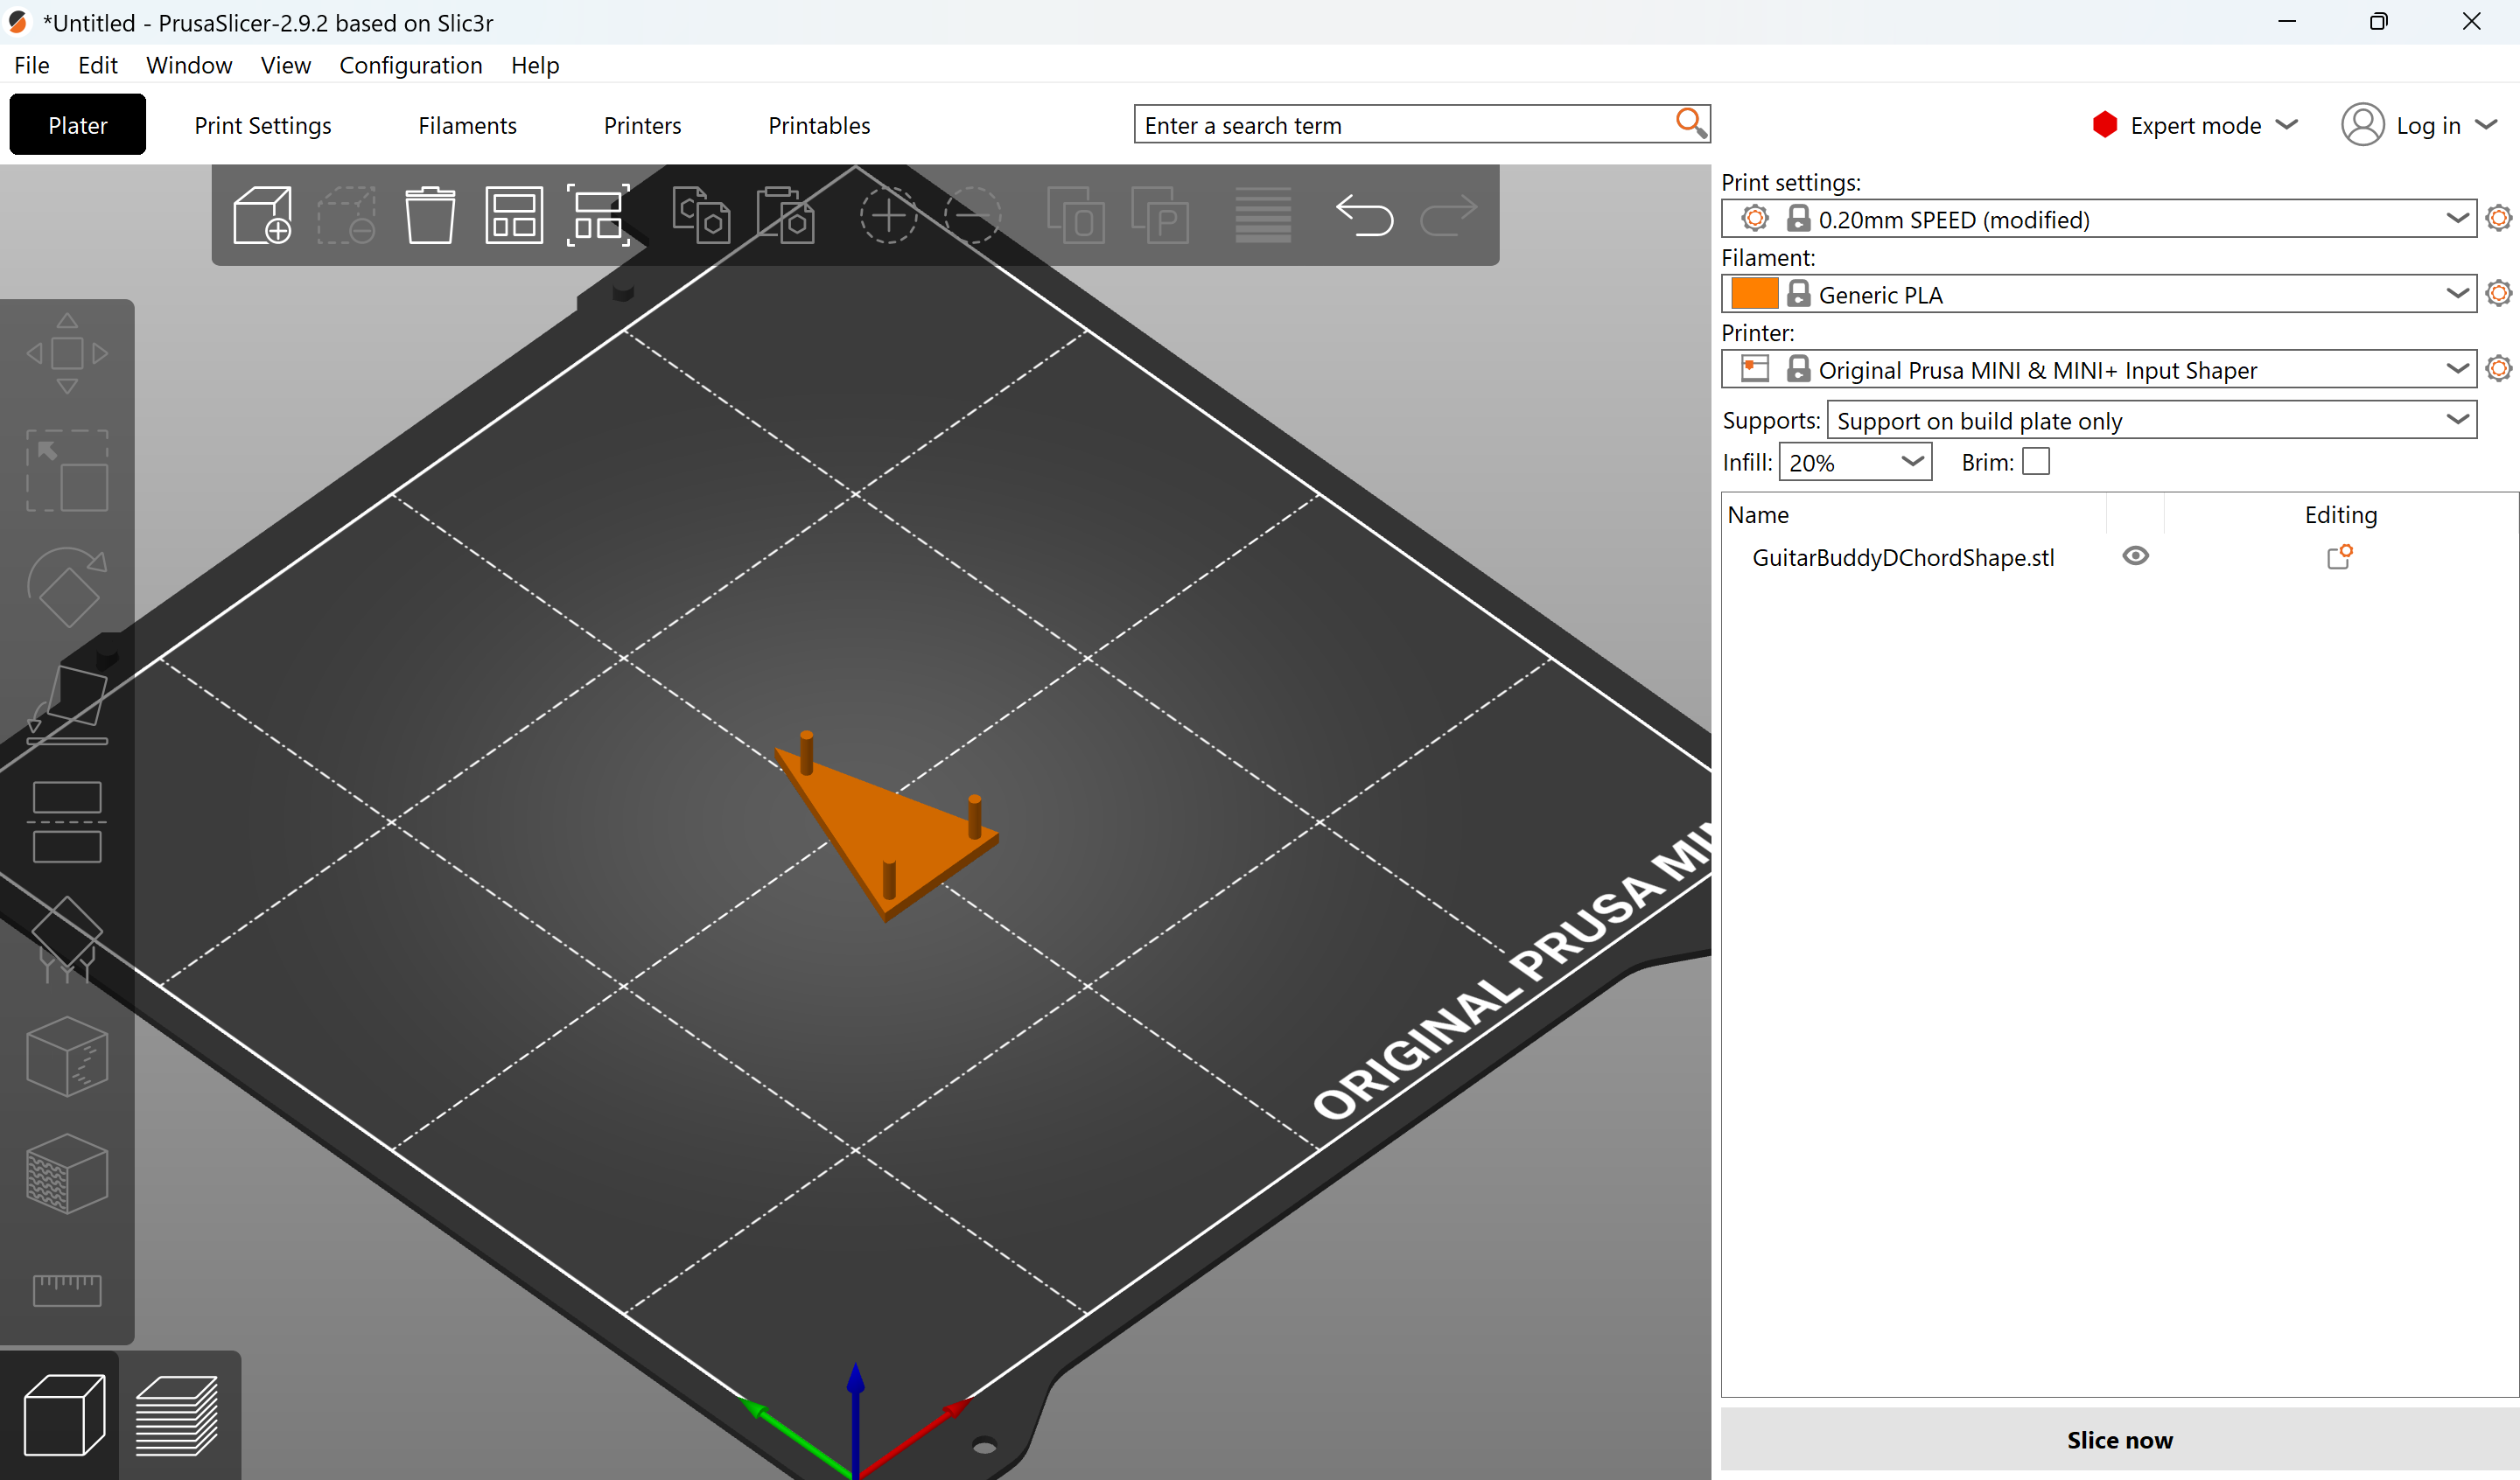 *Untitled - PrusaSlicer-2.9.2 based on Slic3r
File Edit Window View Configuration Help
Plater Print Settings Filaments Printers Printables Enter a search term Expert mode Log in
Print settings:
0.20mm SPEED (modified)
Filament:
Generic PLA
Printer:
Original Prusa MINI & MINI+ Input Shaper
Supports: Support on build plate only
Infill: 20% Brim:
Name Editing
GuitarBuddyDChordShape.stl
ORIGINAL PRUSA
Slice now